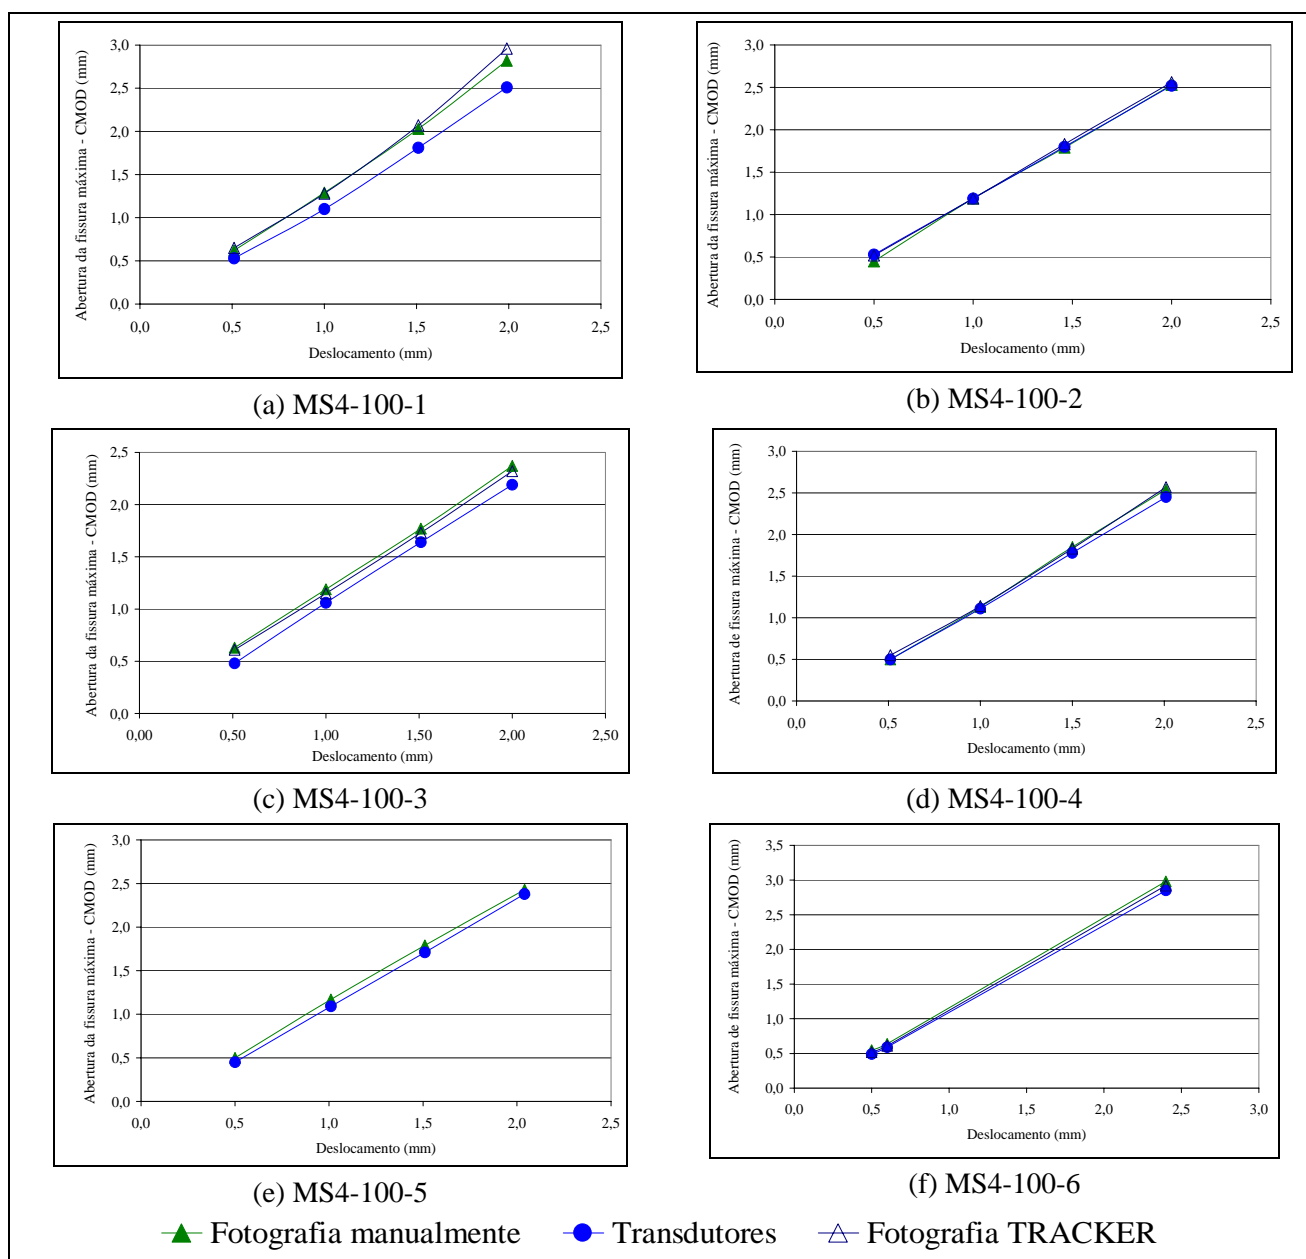 Abertura da fissura máxima - CMOD (mm)
3,0
2,5
2,0
1,5
1,0
0,5
0,0
0,0 0,5 1,0 1,5 2,0 2,5
Deslocamento (mm)
(a) MS4-100-1
Abertura da fissura máxima - CMOD (mm)
3,0
2,5
2,0
1,5
1,0
0,5
0,0
0,0 0,5 1,0 1,5 2,0 2,5
Deslocamento (mm)
(b) MS4-100-2
Abertura da fissura máxima - CMOD (mm)
2,5
2,0
1,5
1,0
0,5
0,0
0,00 0,50 1,00 1,50 2,00 2,50
Deslocamento (mm)
(c) MS4-100-3
Abertura de fissura máxima - CMOD (mm)
3,0
2,5
2,0
1,5
1,0
0,5
0,0
0,0 0,5 1,0 1,5 2,0 2,5
Deslocamento (mm)
(d) MS4-100-4
Abertura da fissura máxima - CMOD (mm)
3,0
2,5
2,0
1,5
1,0
0,5
0,0
0,0 0,5 1,0 1,5 2,0 2,5
Deslocamento (mm)
(e) MS4-100-5
Abertura de fissura máxima - CMOD (mm)
3,5
3,0
2,5
2,0
1,5
1,0
0,5
0,0
0,0 0,5 1,0 1,5 2,0 2,5 3,0
Deslocamento (mm)
(f) MS4-100-6
Fotografia manualmente Transdutores Fotografia TRACKER